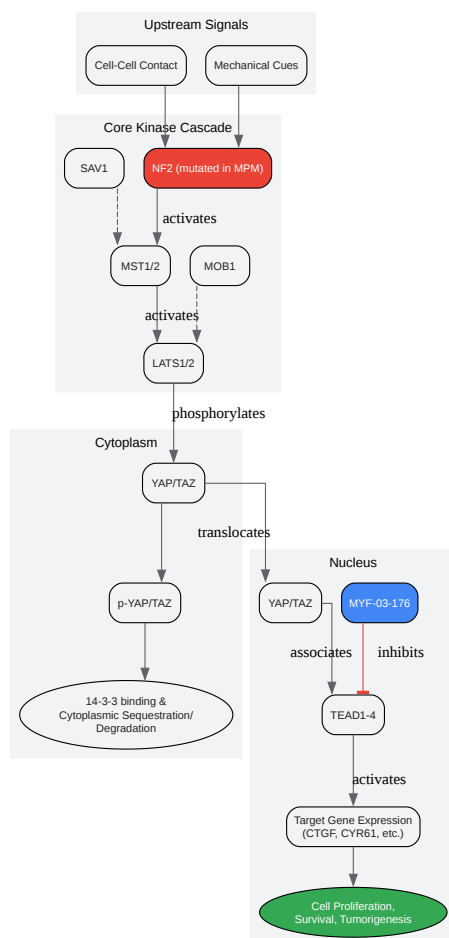 Upstream Signals
Cell-Cell Contact
Mechanical Cues
Core Kinase Cascade
SAV1
NF2 (mutated in MPM)
activates
MST1/2
MOB1
activates
LATS1/2
phosphorylates
Cytoplasm
YAP/TAZ
translocates
Nucleus
p-YAP/TAZ
YAP/TAZ
MYF-03-176
associates
inhibits
14-3-3 binding &
Cytoplasmic Sequestration/
Degradation
TEAD1-4
activates
Target Gene Expression
(CTGF, CYR61, etc.)
Cell Proliferation,
Survival, Tumorigenesis